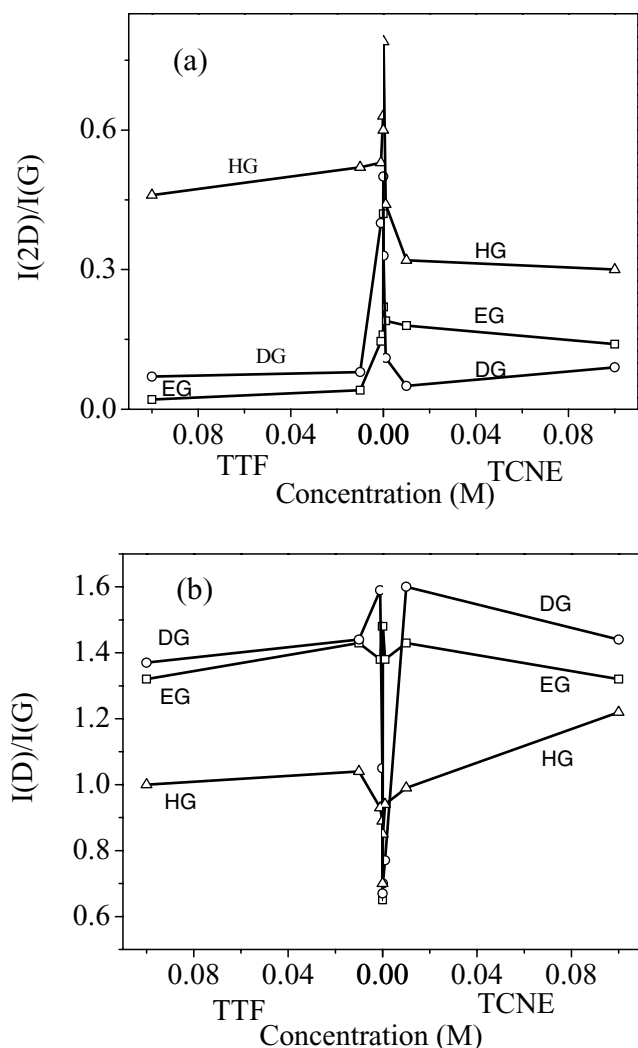 (a)
I(2D)/I(G)
0.6
0.3
0.0
HG
DG
EG
HG
EG
DG
0.08 0.04 0.00 0.04 0.08
TTF TCNE
Concentration (M)
(b)
I(D)/I(G)
1.6
1.4
1.2
1.0
0.8
0.6
DG
EG
HG
DG
EG
HG
0.08 0.04 0.00 0.04 0.08
TTF TCNE
Concentration (M)